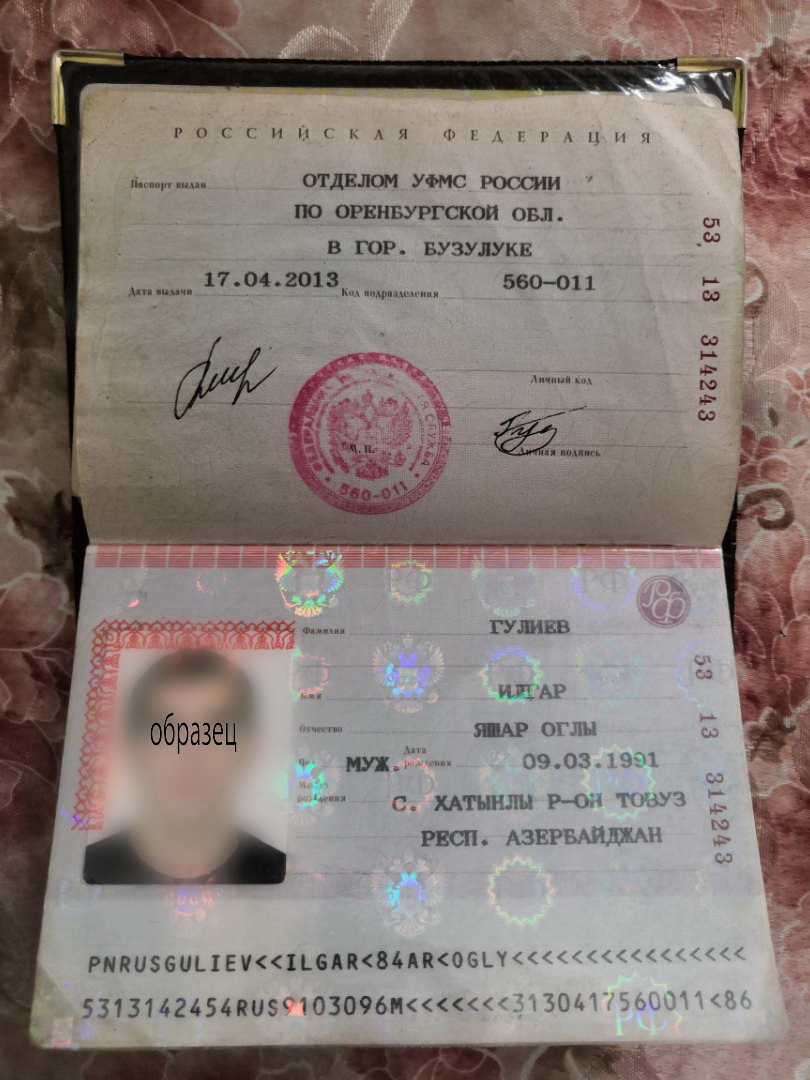 РОССИЙСКАЯ ФЕДЕРАЦИЯ
Паспорт выдан ОТДЕЛОМ УФМС РОССИИ
ПО ОРЕНБУРГСКОЙ ОБЛ.
В ГОР. БУЗУЛУКЕ
Дата выдачи 17.04.2013 Код подразделения 560-011
53 13 314243
Личный код
М.П.
560-011
Личная подпись
Фамилия ГУЛИЕВ
Имя ИЛГАР
Отчество ЯШАР ОГЛЫ
Пол МУЖ. Дата рождения 09.03.1991
Место рождения С. ХАТЫНЛЫ Р-ОН ТОВУЗ
РЕСП. АЗЕРБАЙДЖАН
53 13 314243
образец
PNRUSGULIEV<<ILGAR<84AR<OGLY<<<<<<<<<<<<<<<<
5313142454RUS9103096M<<<<<<<3130417560011<86